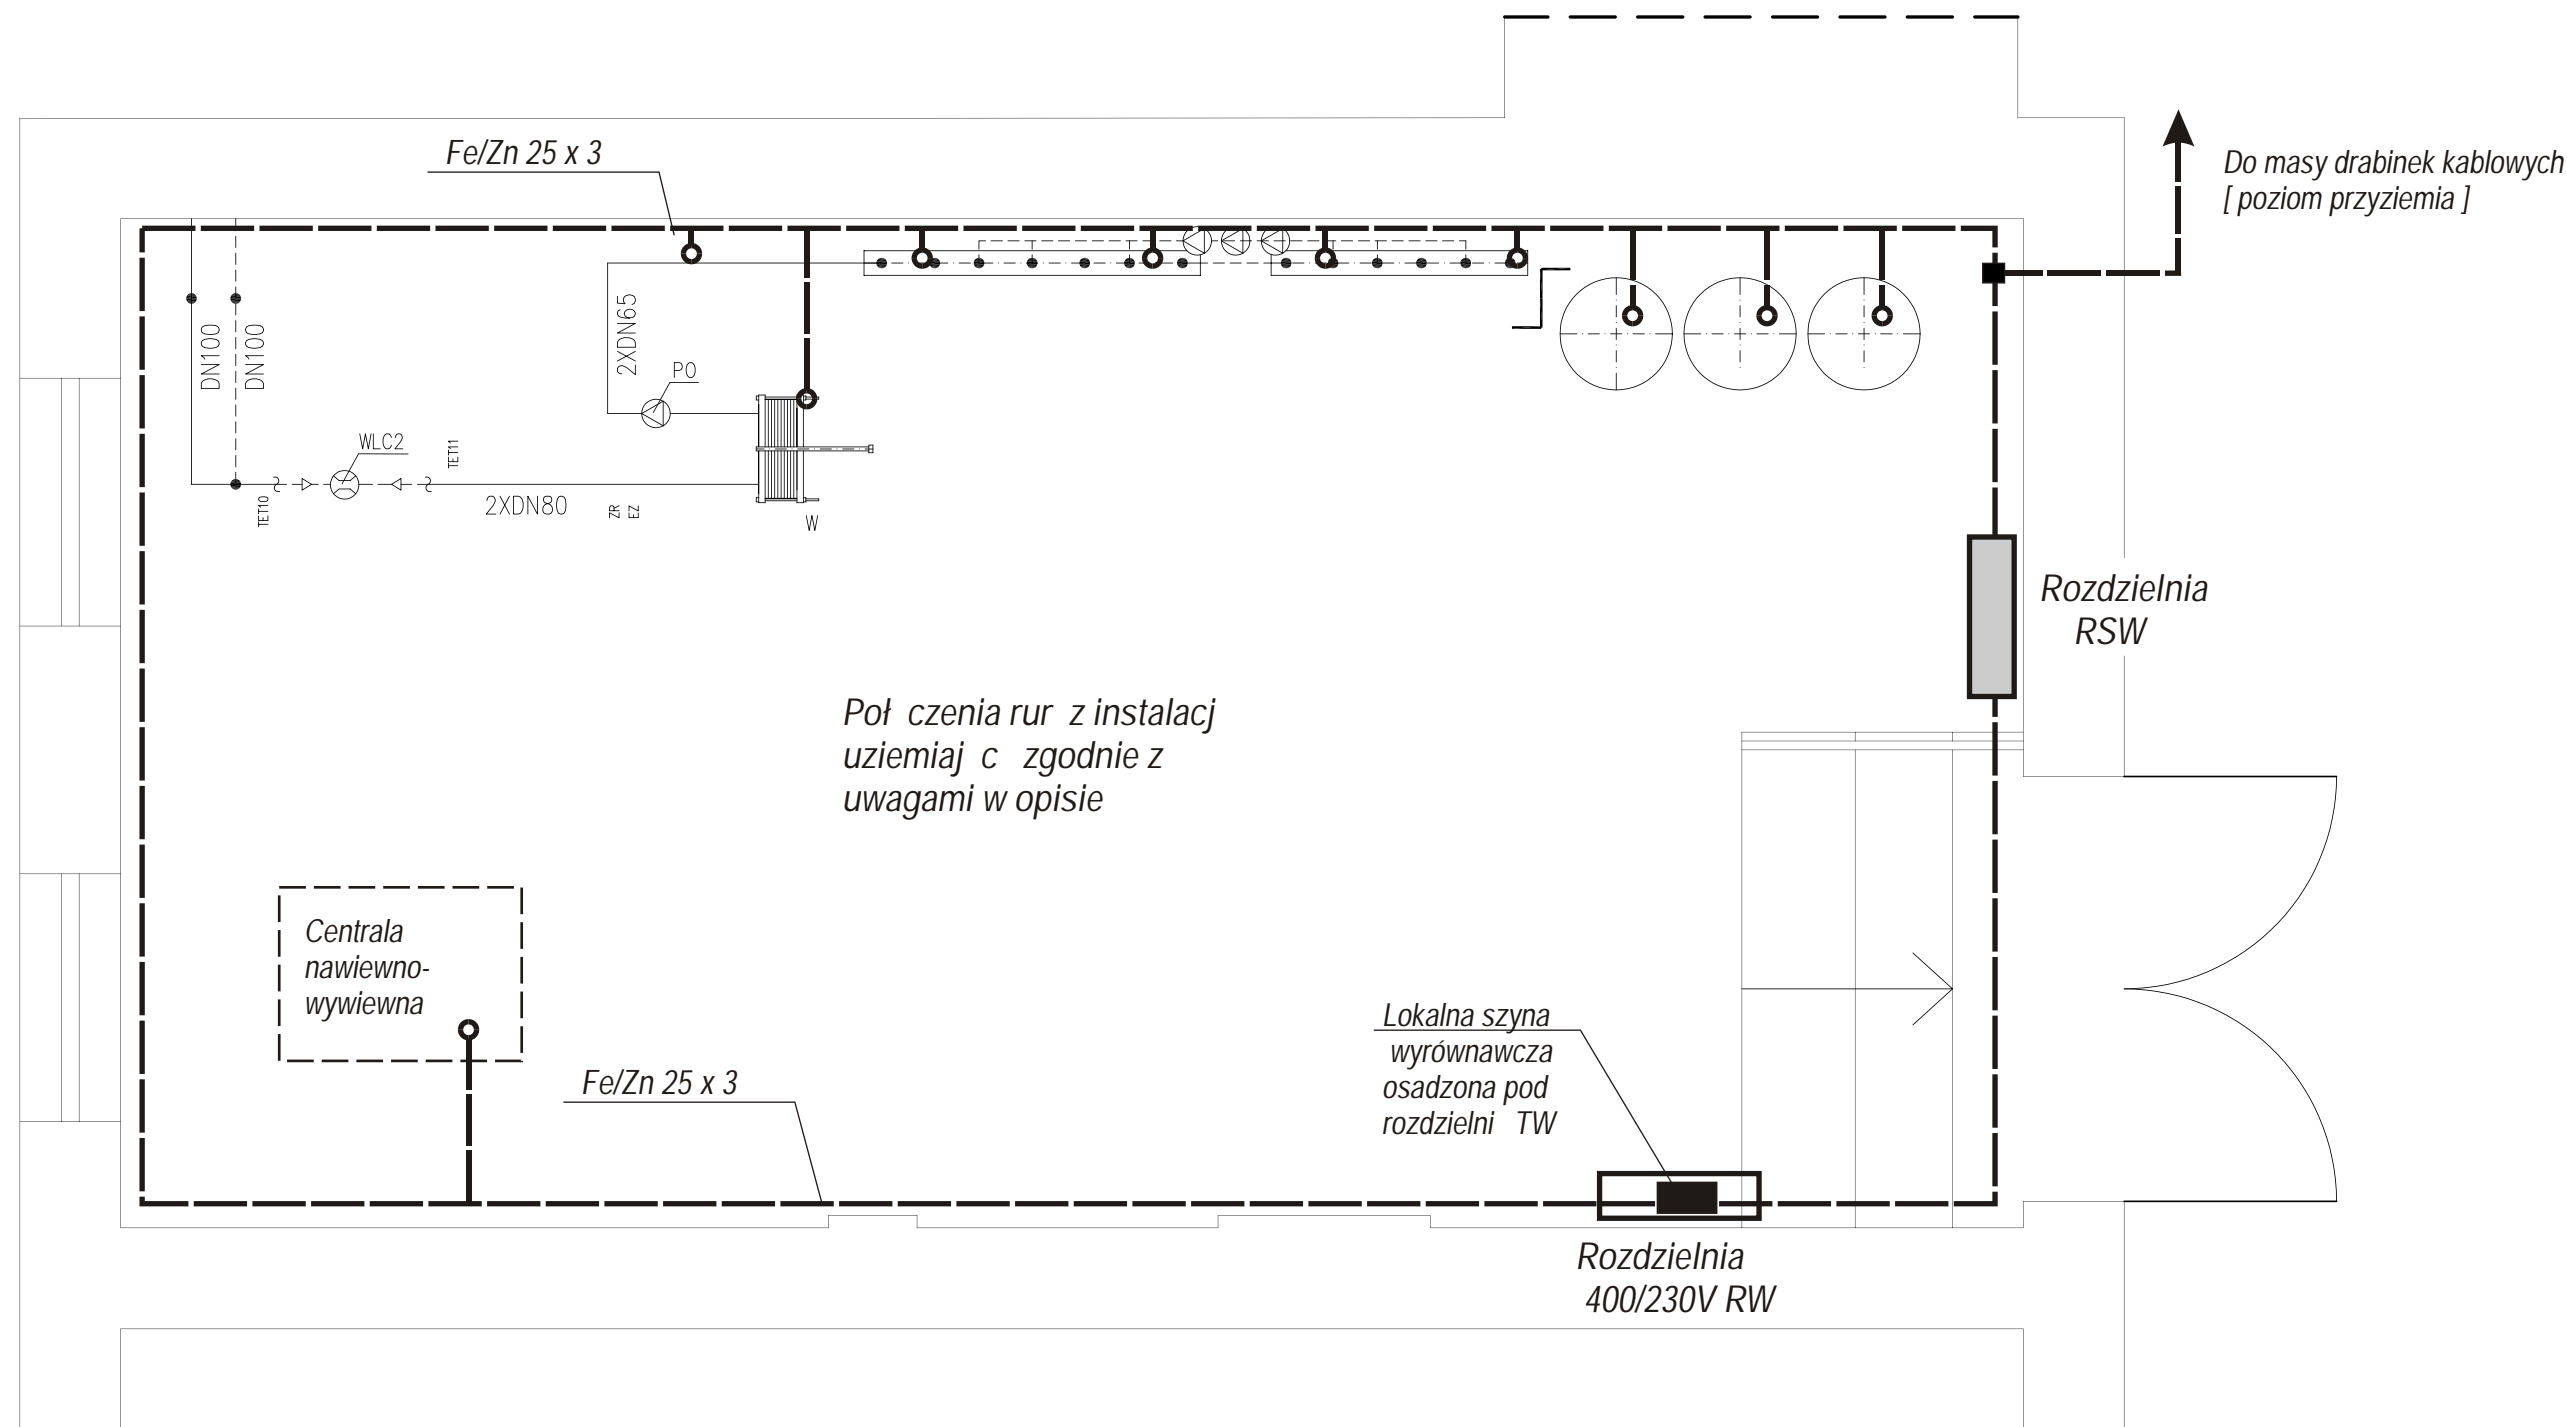 Fe/Zn 25 x 3
Do masy drabinek kablowych
[ poziom przyziemia ]
DN100
DN100
2XDN65
PO
WLC2
TET11
TET10
2XDN80
ZR
EZ
W
Rozdzielnia
RSW
Poł czenia rur z instalacj
uziemiaj c zgodnie z
uwagami w opisie
Centrala
nawiewno-
wywiewna
Fe/Zn 25 x 3
Lokalna szyna
wyrównawcza
osadzona pod
rozdzielni TW
Rozdzielnia
400/230V RW